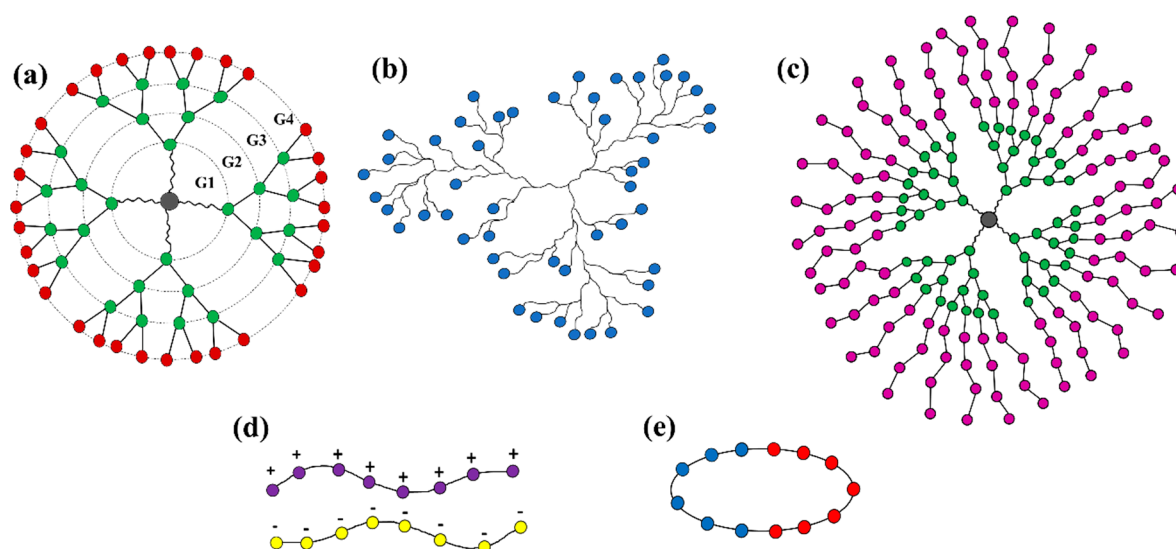 (a)
G4
G3
G2
G1
(b)
(c)
(d)
+ + + + + + + +
- - - - - - - -
(e)